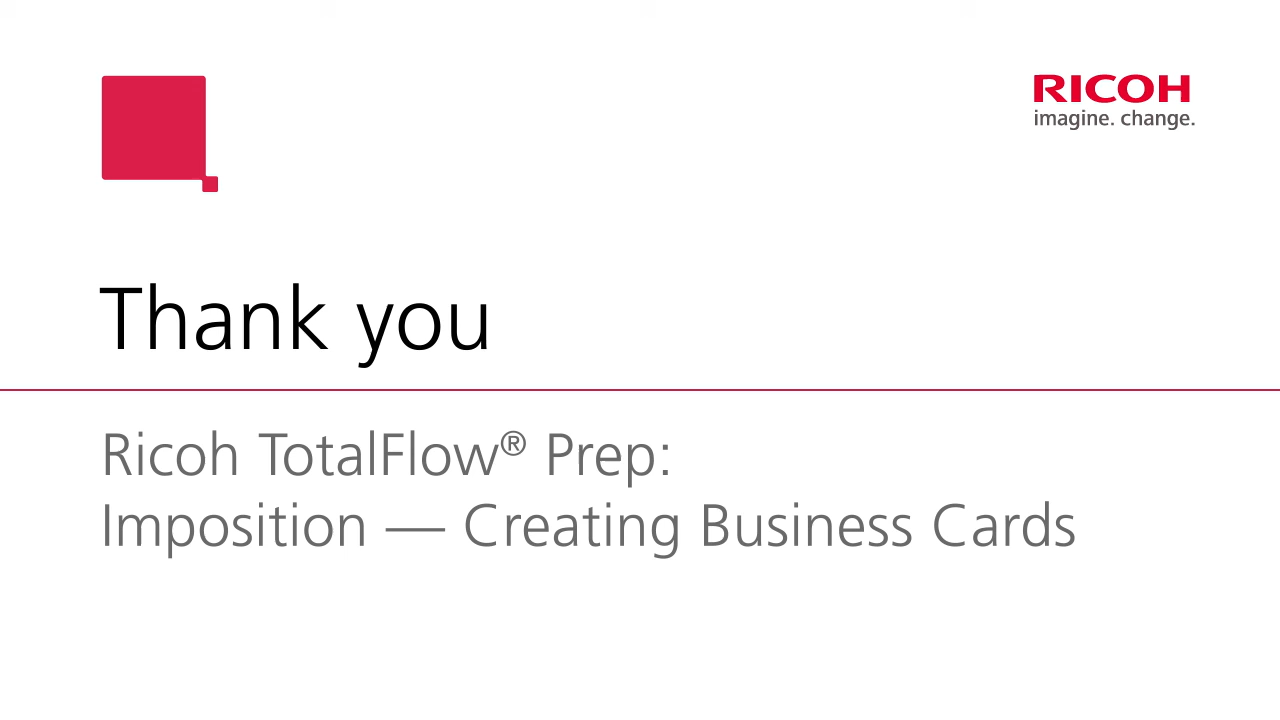 RICOH
imagine. change.
Thank you
Ricoh TotalFlow® Prep:
Imposition — Creating Business Cards